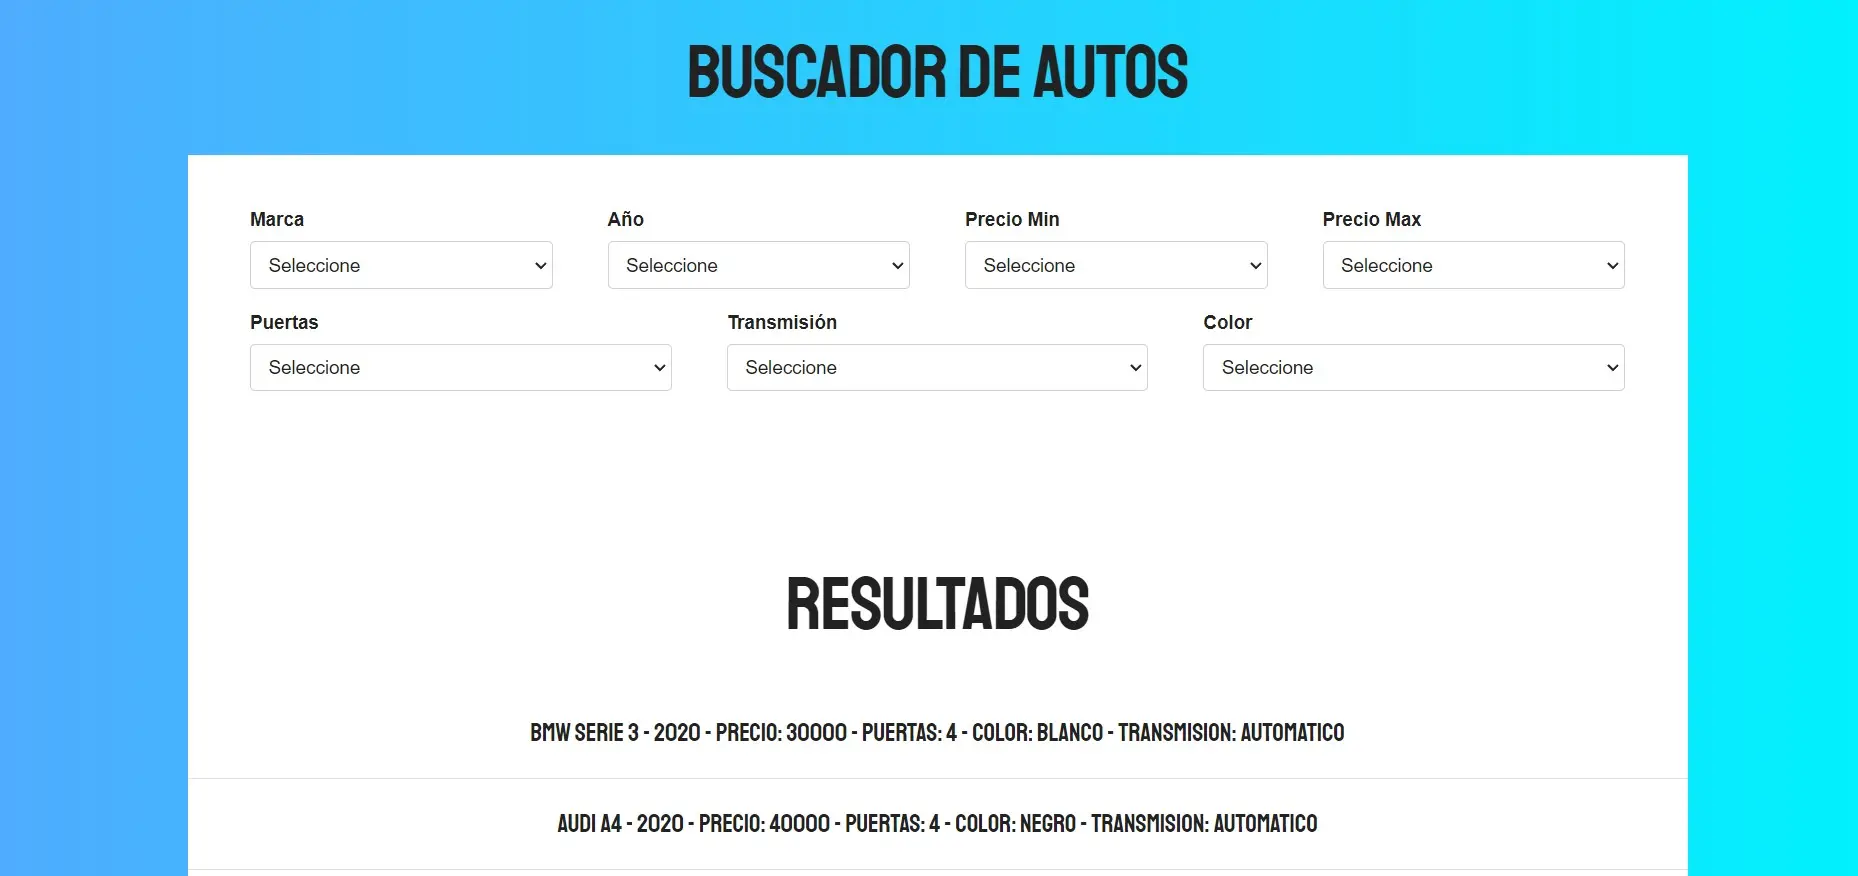 BUSCADOR DE AUTOS
Marca Año Precio Min Precio Max
Seleccione Seleccione Seleccione Seleccione
Puertas Transmisión Color
Seleccione Seleccione Seleccione
RESULTADOS
BMW SERIE 3 - 2020 - PRECIO: 30000 - PUERTAS: 4 - COLOR: BLANCO - TRANSMISION: AUTOMATICO
AUDI A4 - 2020 - PRECIO: 40000 - PUERTAS: 4 - COLOR: NEGRO - TRANSMISION: AUTOMATICO